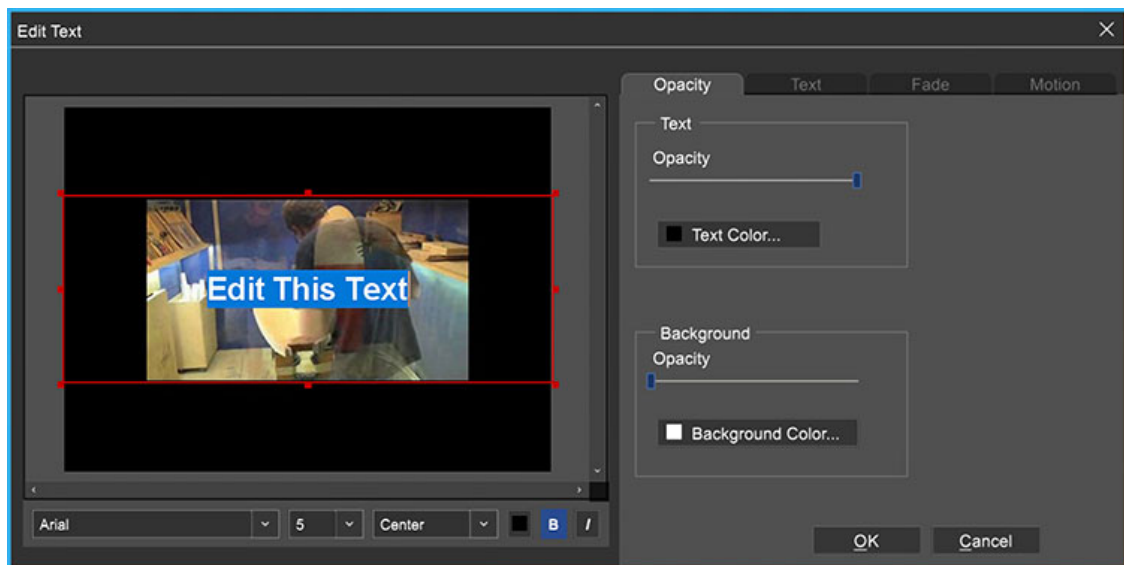 Edit Text
Opacity Text Fade Motion
Text
Opacity
Text Color...
Edit This Text
Background
Opacity
Background Color...
Arial 5 Center B I
OK Cancel